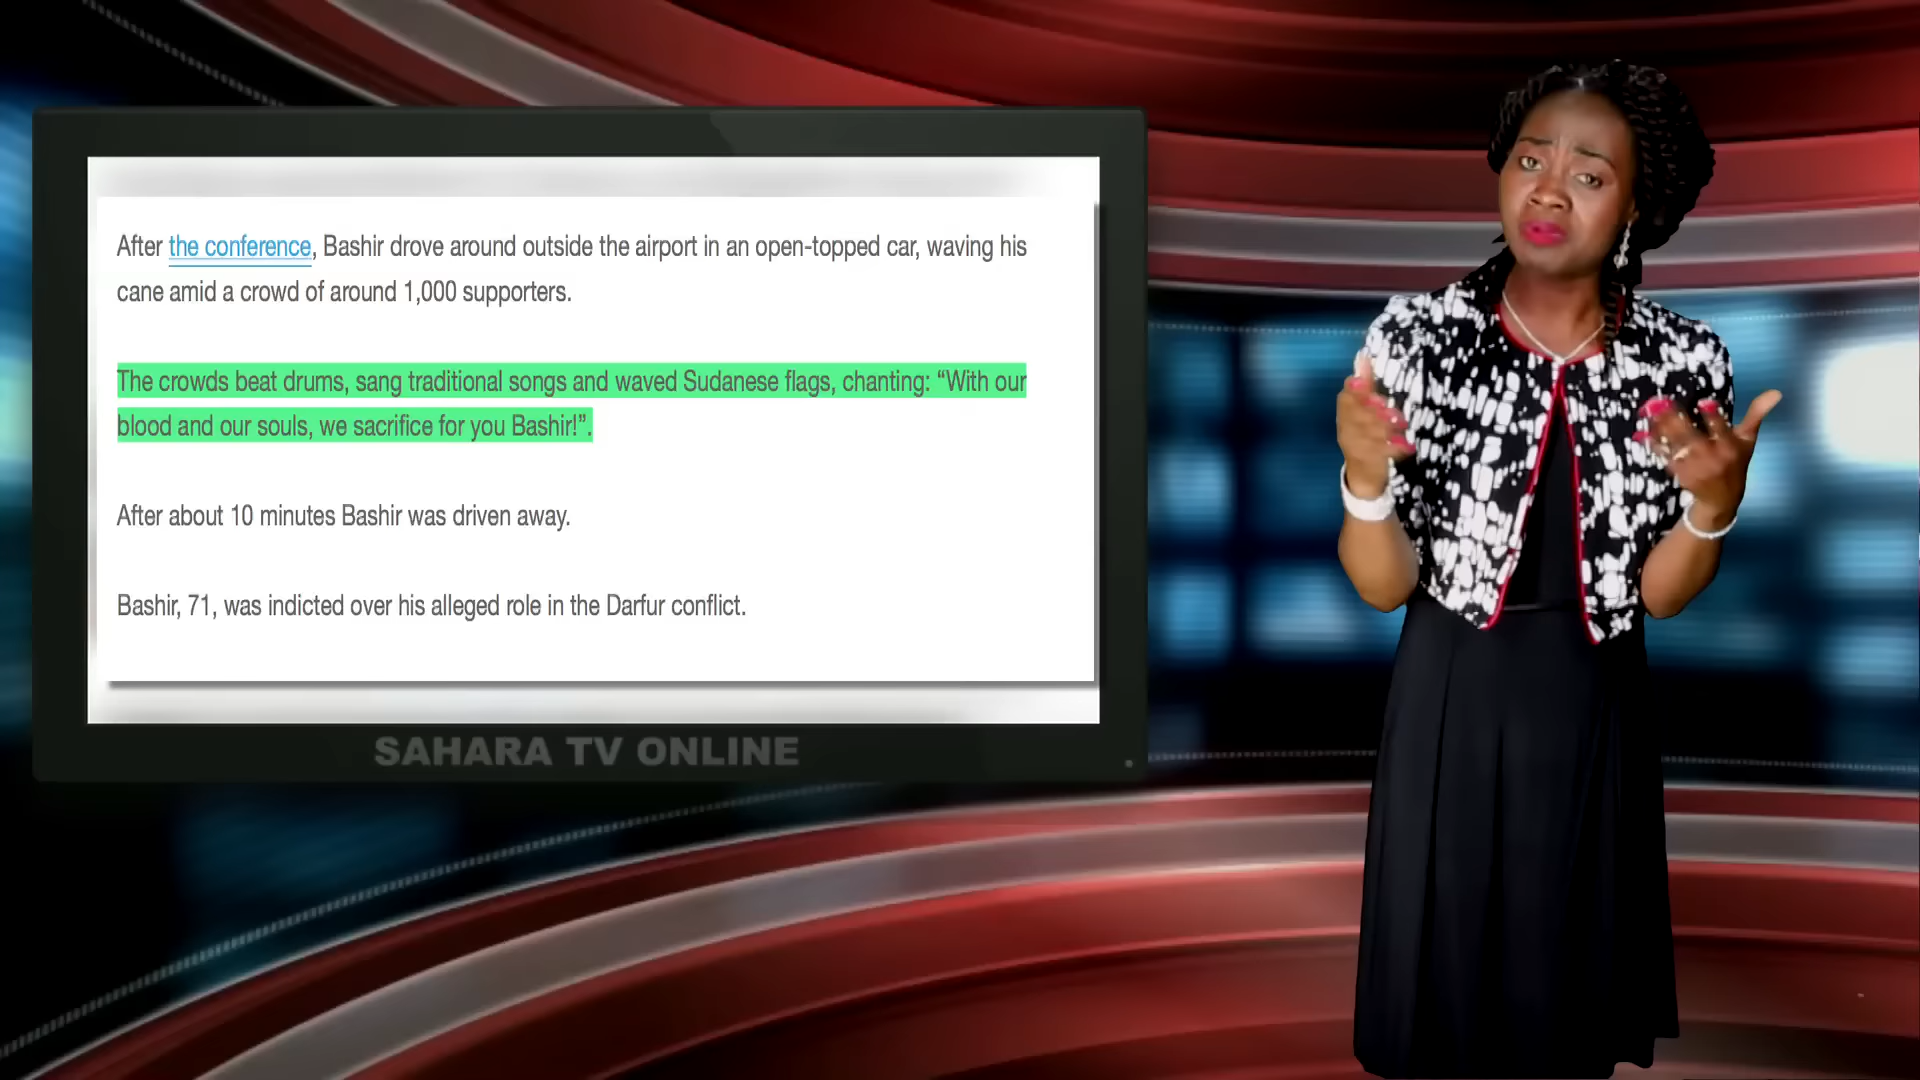 After the conference, Bashir drove around outside the airport in an open-topped car, waving his
cane amid a crowd of around 1,000 supporters.
The crowds beat drums, sang traditional songs and waved Sudanese flags, chanting: “With our
blood and our souls, we sacrifice for you Bashir!”.
After about 10 minutes Bashir was driven away.
Bashir, 71, was indicted over his alleged role in the Darfur conflict.
SAHARA TV ONLINE